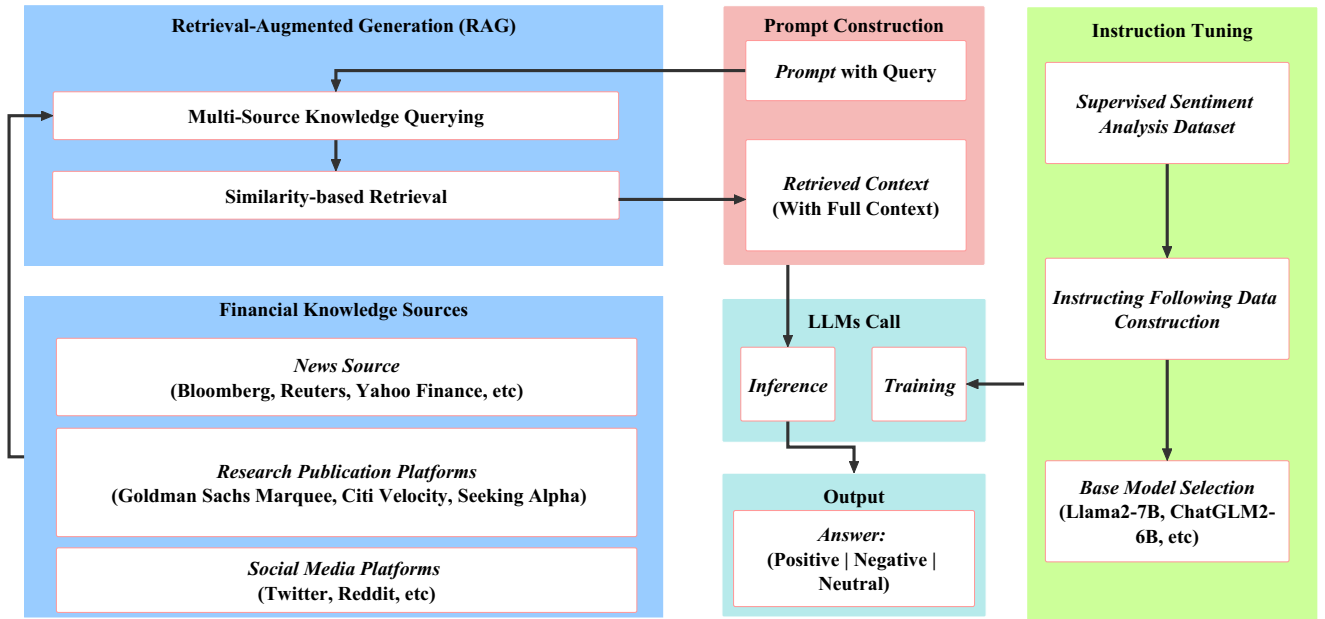 Retrieval-Augmented Generation (RAG)
Multi-Source Knowledge Querying
Similarity-based Retrieval
Financial Knowledge Sources
News Source
(Bloomberg, Reuters, Yahoo Finance, etc)
Research Publication Platforms
(Goldman Sachs Marquee, Citi Velocity, Seeking Alpha)
Social Media Platforms
(Twitter, Reddit, etc)
Prompt Construction
Prompt with Query
Retrieved Context
(With Full Context)
LLMs Call
Inference
Training
Output
Answer:
(Positive | Negative |
Neutral)
Instruction Tuning
Supervised Sentiment
Analysis Dataset
Instructing Following Data
Construction
Base Model Selection
(Llama2-7B, ChatGLM2-
6B, etc)